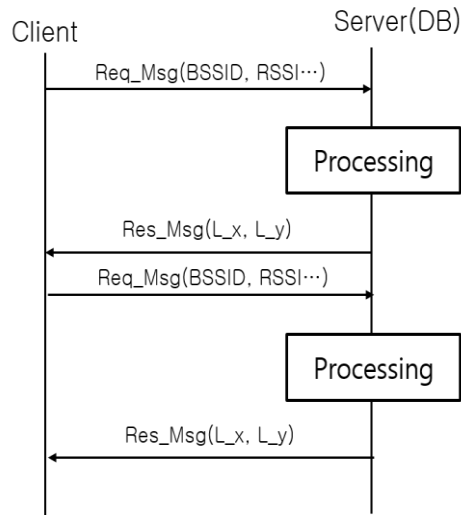 Client
Server(DB)
Req_Msg(BSSID, RSSI⋯)
Processing
Res_Msg(L_x, L_y)
Req_Msg(BSSID, RSSI⋯)
Processing
Res_Msg(L_x, L_y)